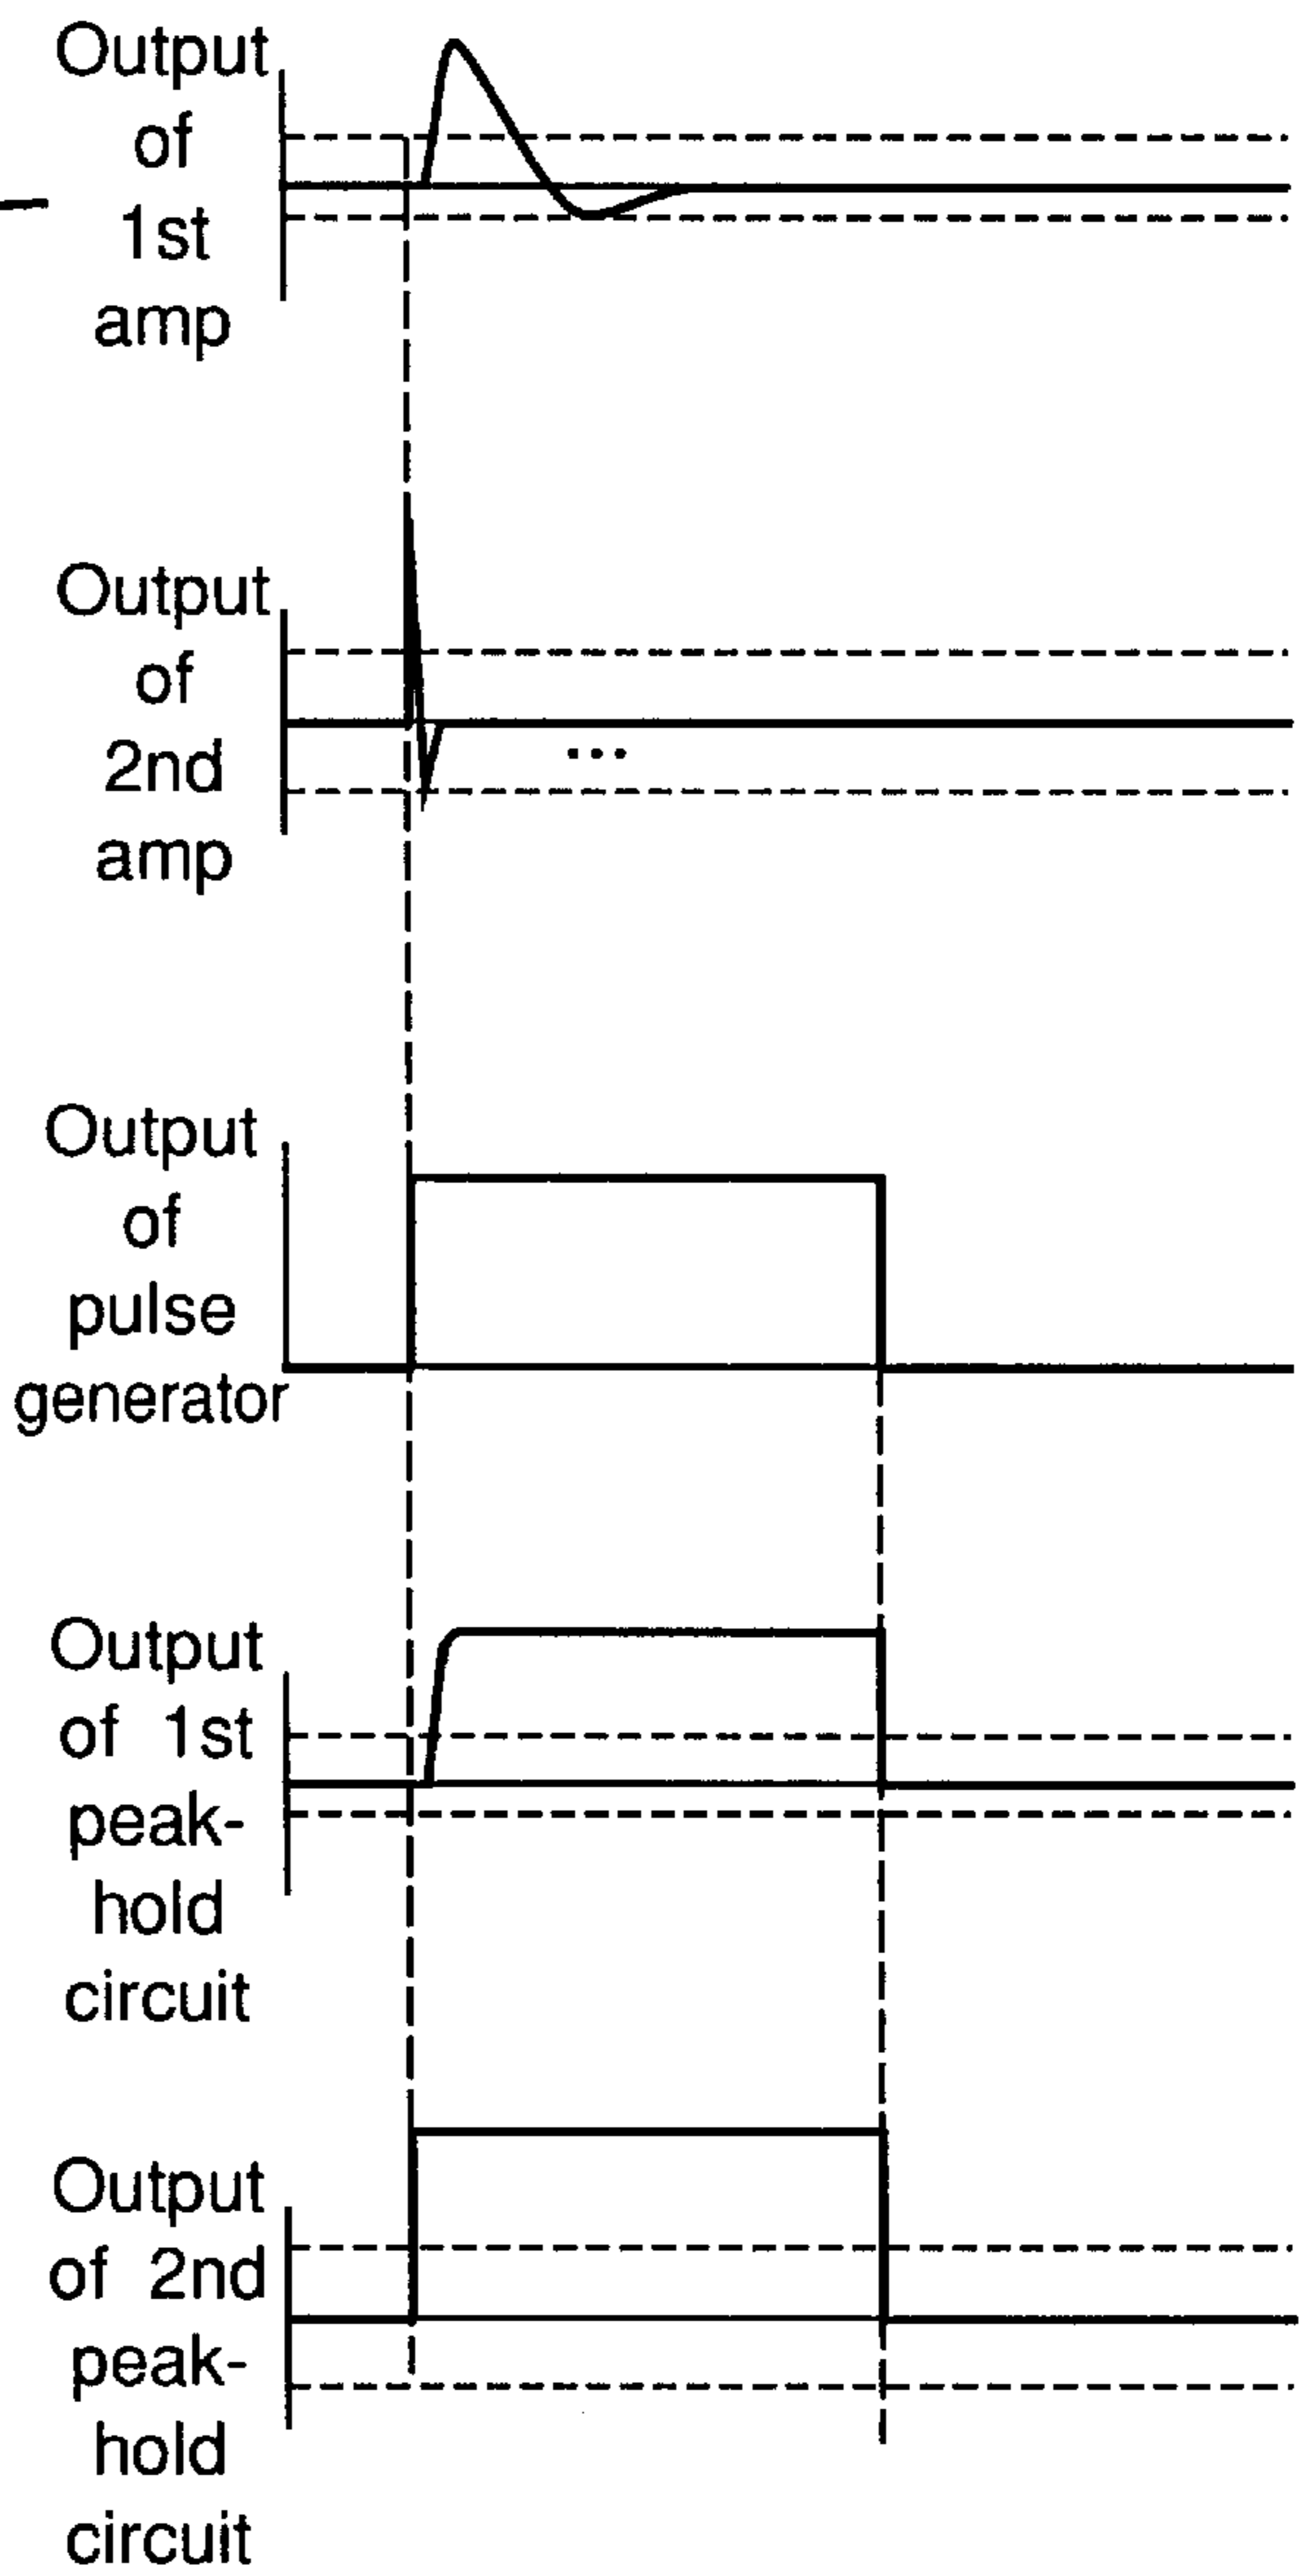 Output
of
1st
amp
Output
of
2nd
amp
...
Output
of
pulse
generator
Output
of 1st
peak-
hold
circuit
Output
of 2nd
peak-
hold
circuit